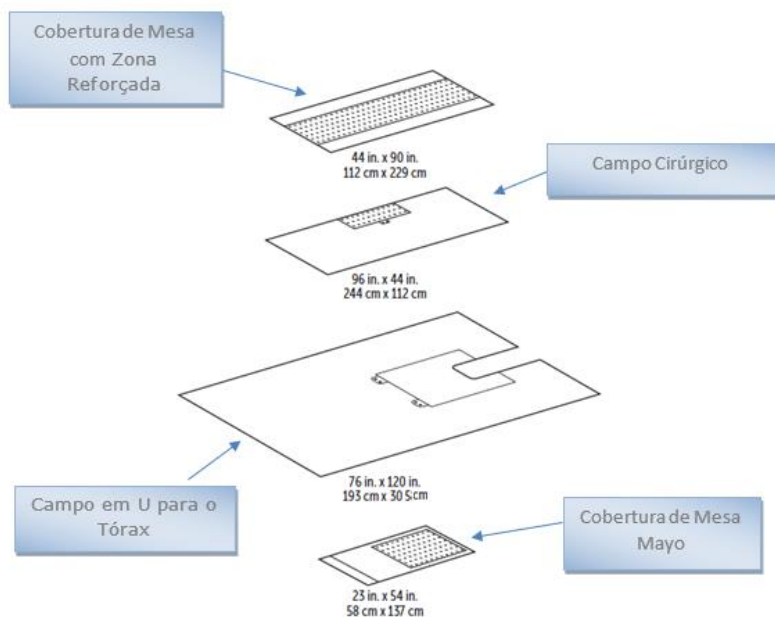 Cobertura de Mesa
com Zona
Reforçada
44 in. x 90 in.
112 cm x 229 cm
Campo Cirúrgico
96 in. x 44 in.
244 cm x 112 cm
76 in. x 120 in.
193 cm x 305 cm
Campo em U para o
Tórax
Cobertura de Mesa
Mayo
23 in. x 54 in.
58 cm x 137 cm